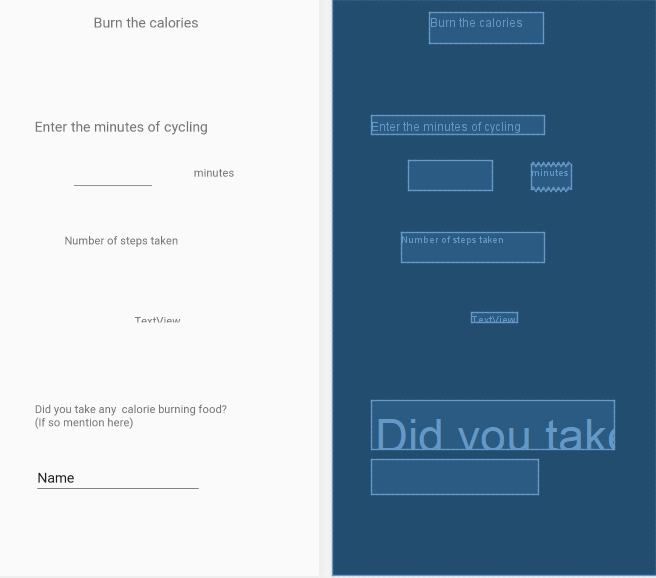 Burn the calories
Enter the minutes of cycling
minutes
Number of steps taken
TextView
Did you take any  calorie burning food?
(If so mention here)
Name
Burn the calories
Enter the minutes of cycling
minutes
Number of steps taken
TextView
Did you take